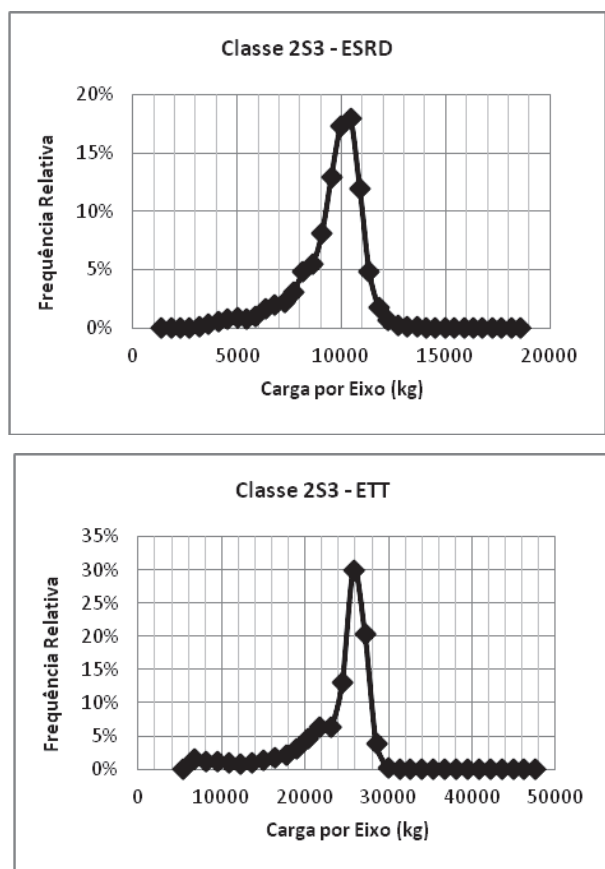 Classe 2S3 - ESRD
20%
15%
10%
5%
0%
Frequência Relativa
0 5000 10000 15000 20000
Carga por Eixo (kg)
Classe 2S3 - ETT
35%
30%
25%
20%
15%
10%
5%
0%
Frequência Relativa
0 10000 20000 30000 40000 50000
Carga por Eixo (kg)